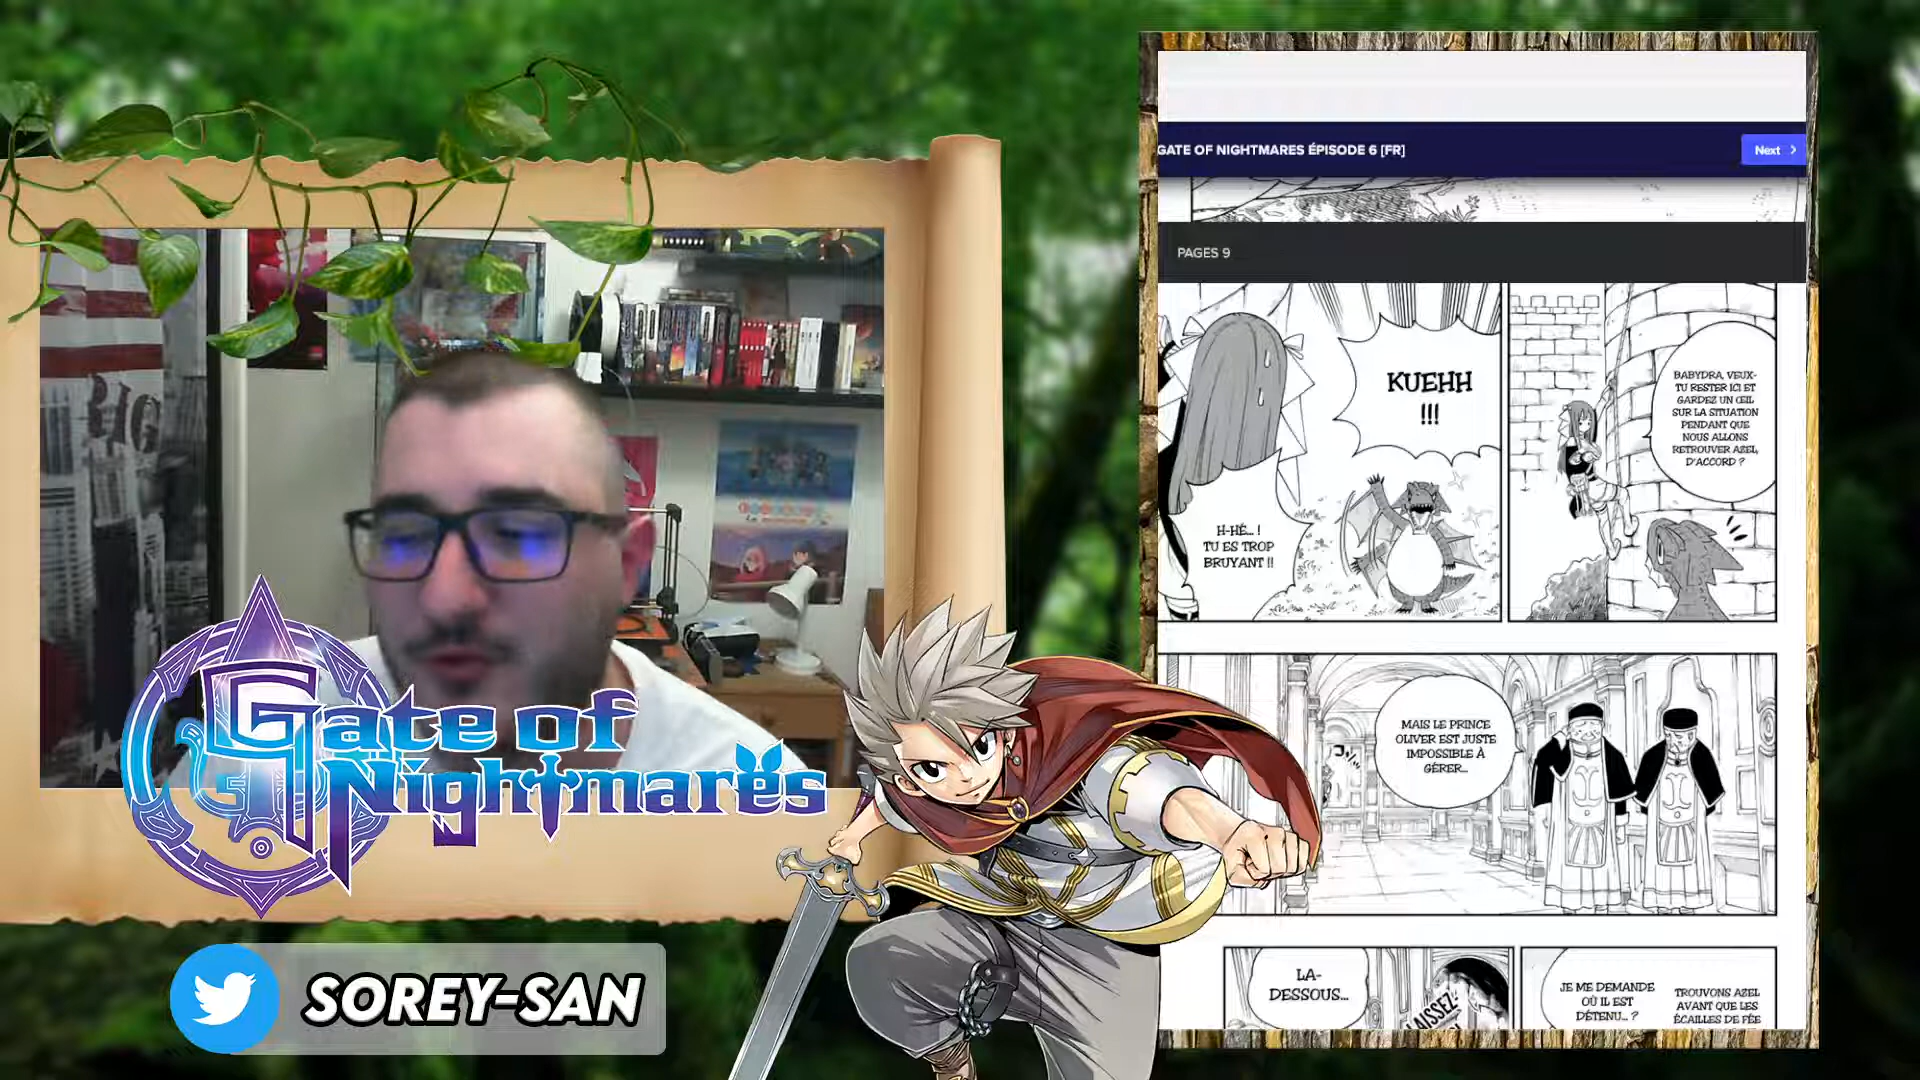 GATE OF NIGHTMARES ÉPISODE 6 [FR]
Next
PAGES 9
KUEHH
!!!
H-HÉ... !
TU ES TROP
BRUYANT !!
BABYDRA, VEUX-
TU RESTER ICI ET
GARDEZ UN ŒIL
SUR LA SITUATION
PENDANT QUE
NOUS ALLONS
RETROUVER AZEL,
D'ACCORD ?
MAIS LE PRINCE
OLIVER EST JUSTE
IMPOSSIBLE À
GÉRER...
LA-
DESSOUS...
JE ME DEMANDE
OÙ IL EST
DÉTENU... ?
TROUVONS AZEL
AVANT QUE LES
ÉCAILLES DE FÉE
BIG
Gate of
Nightmares
SOREY-SAN